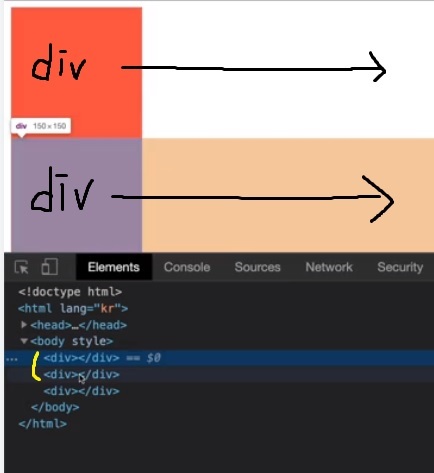 div
div 150 × 150
div
Elements Console Sources Network Security
<!doctype html>
<html lang="kr">
<head>…</head>
<body style>
… <div></div> == $0
<div></div>
<div></div>
</body>
</html>